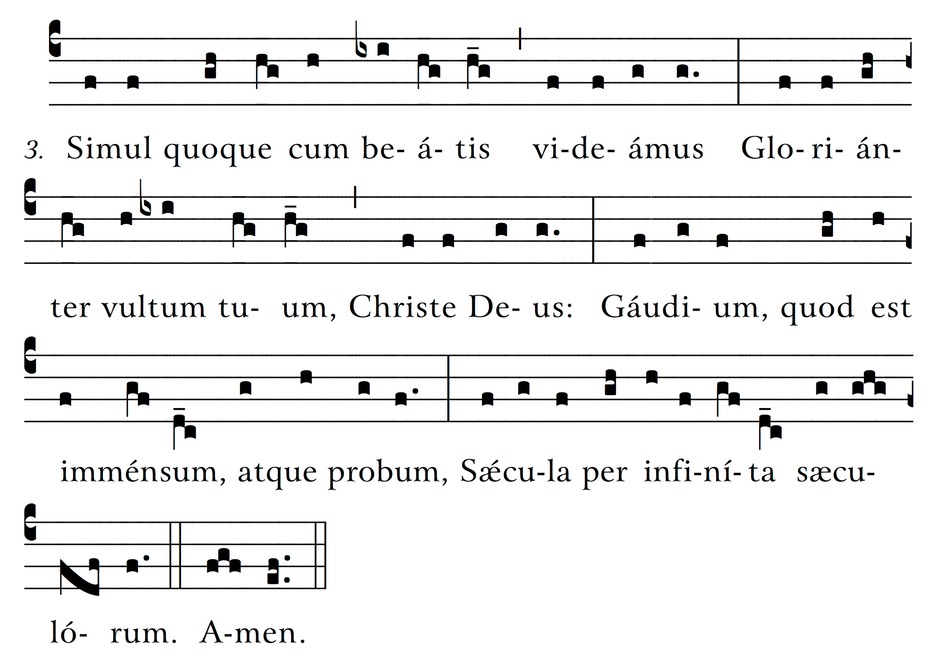 3. Simul quoque cum be- á- tis vi-de- ámus Glo- ri- án-
ter vultum tu- um, Christe De- us: Gáudi- um, quod est
imménsum, atque probum, Sǽcu-la per infi-ní- ta sæcu-
ló- rum. A-men.